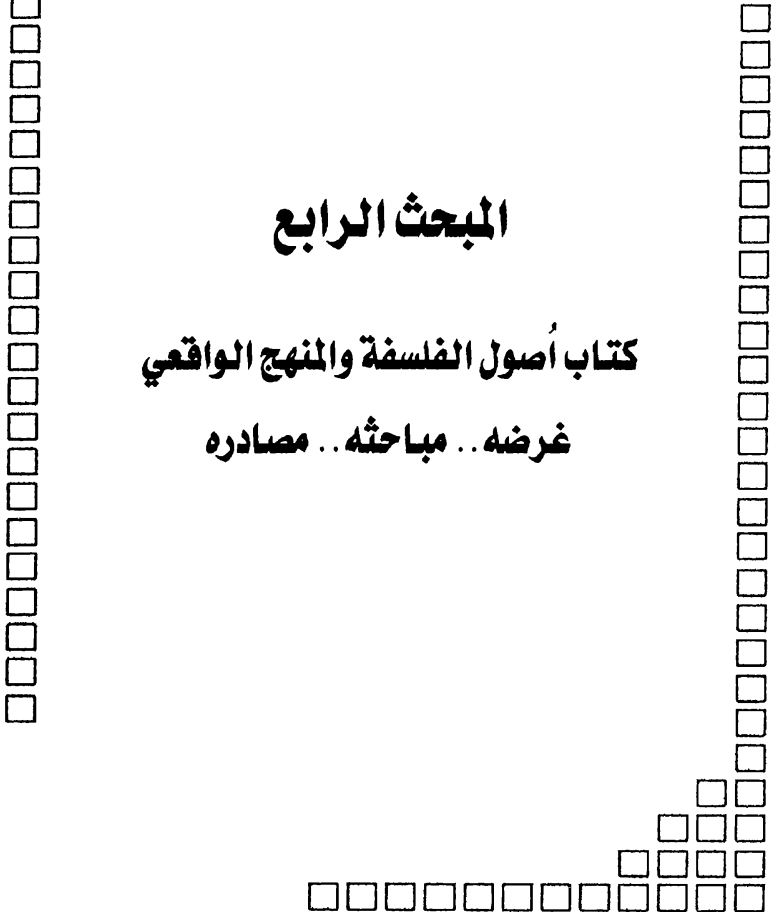 المبحث الرابع
كتاب اُصول الفلسفة والمنهج الواقعي
غرضه .. مباحثه .. مصادره